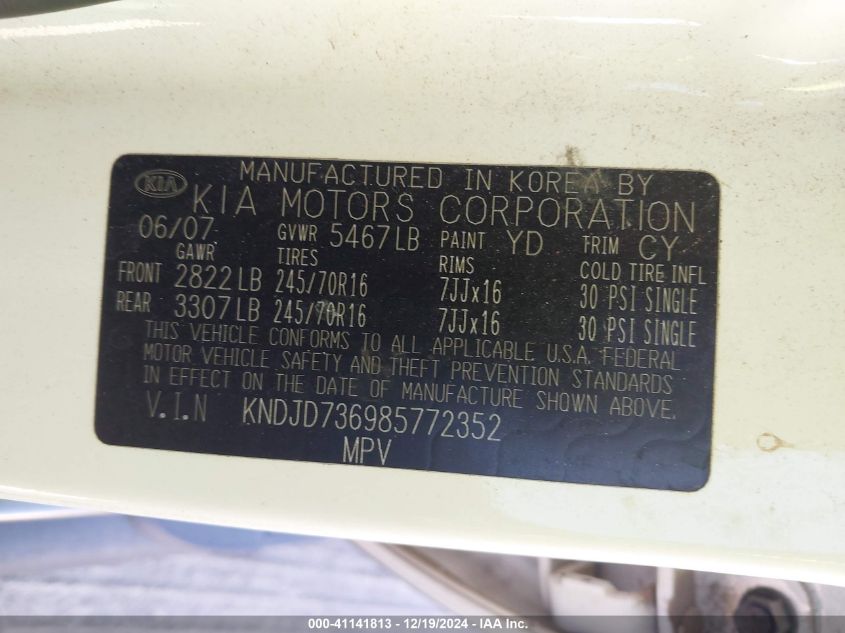 MANUFACTURED IN KOREA BY
KIA KIA MOTORS CORPORATION
06/07 GVWR 5467LB PAINT YD TRIM CY
GAWR TIRES RIMS COLD TIRE INFL
FRONT 2822LB 245/70R16 7JJx16 30 PSI SINGLE
REAR 3307LB 245/70R16 7JJx16 30 PSI SINGLE
THIS VEHICLE CONFORMS TO ALL APPLICABLE U.S.A. FEDERAL
MOTOR VEHICLE SAFETY AND THEFT PREVENTION STANDARDS
IN EFFECT ON THE DATE OF MANUFACTURE SHOWN ABOVE.
V.I.N KNDJD736985772352
MPV
000-41141813 - 12/19/2024 - IAA Inc.